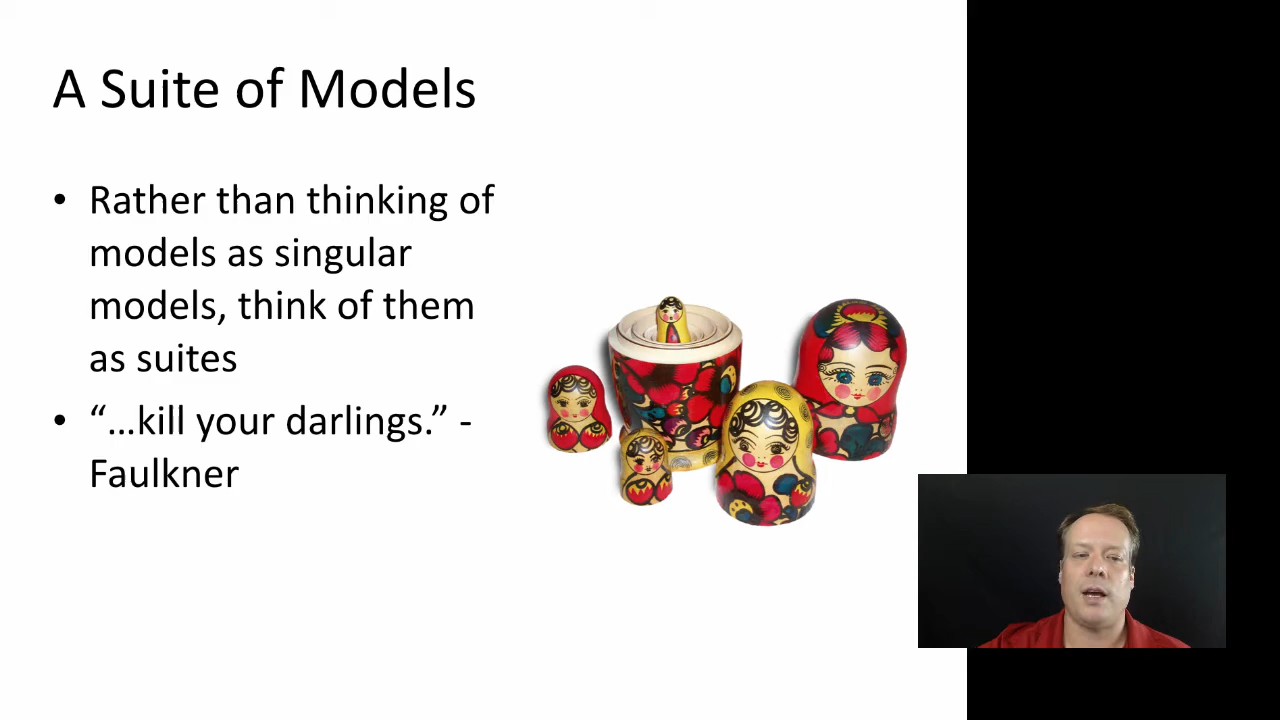 A Suite of Models
• Rather than thinking of
models as singular
models, think of them
as suites
• “…kill your darlings.” -
Faulkner